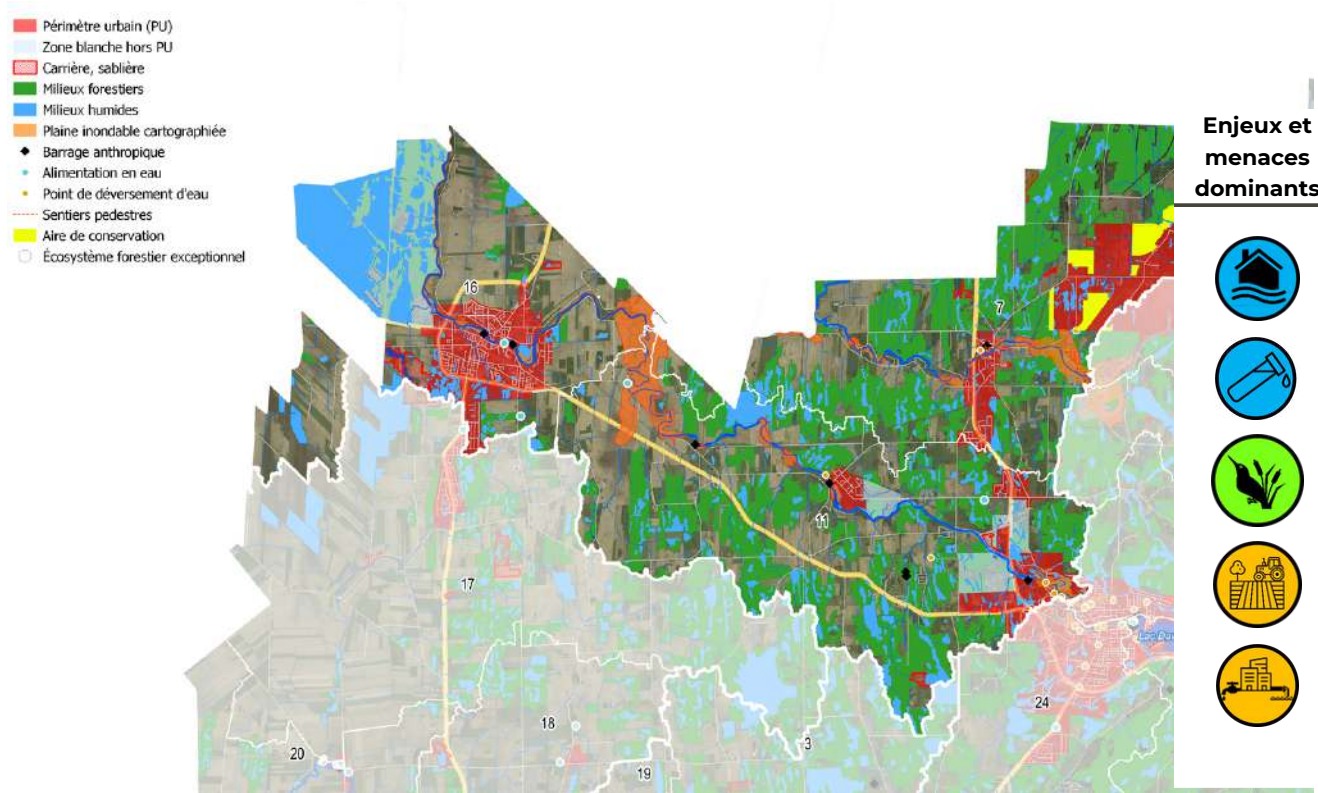 Périmètre urbain (PU)
Zone blanche hors PU
Carrière, sablière
Milieux forestiers
Milieux humides
Plaine inondable cartographiée
Barrage anthropique
Alimentation en eau
Point de déversement d'eau
Sentiers pedestres
Aire de conservation
Écosystème forestier exceptionnel
Enjeux et
menaces
dominants
16
7
11
17
18
24
3
20
19